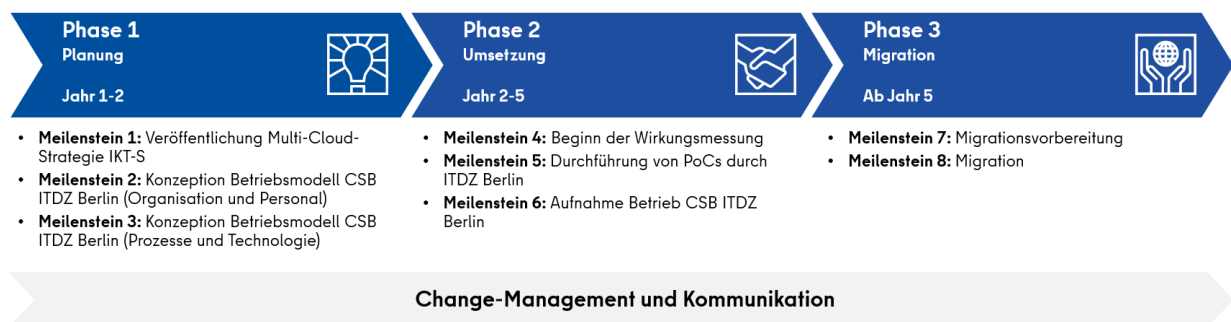 Phase 1
Planung
Jahr 1-2
• Meilenstein 1: Veröffentlichung Multi-Cloud-
Strategie IKT-S
• Meilenstein 2: Konzeption Betriebsmodell CSB
ITDZ Berlin (Organisation und Personal)
• Meilenstein 3: Konzeption Betriebsmodell CSB
ITDZ Berlin (Prozesse und Technologie)
Phase 2
Umsetzung
Jahr 2-5
• Meilenstein 4: Beginn der Wirkungsmessung
• Meilenstein 5: Durchführung von PoCs durch
ITDZ Berlin
• Meilenstein 6: Aufnahme Betrieb CSB ITDZ
Berlin
Phase 3
Migration
Ab Jahr 5
• Meilenstein 7: Migrationsvorbereitung
• Meilenstein 8: Migration
Change-Management und Kommunikation